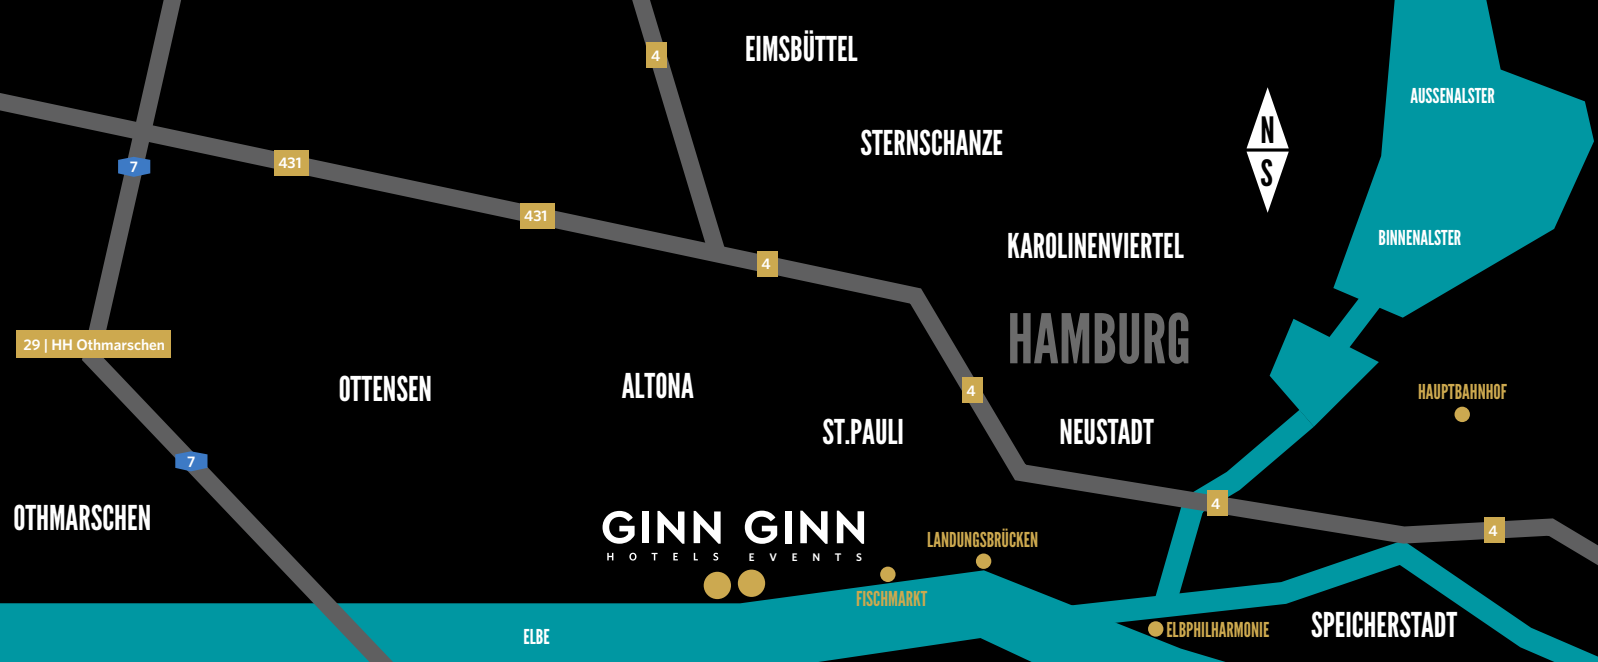 4
EIMSBÜTTEL
AUSSENALSTER
STERNSCHANZE
N
S
7
431
431
4
KAROLINENVIERTEL
BINNENALSTER
HAMBURG
29 | HH Othmarschen
OTTENSEN
ALTONA
4
HAUPTBAHNHOF
ST.PAULI
NEUSTADT
7
4
OTHMARSCHEN
GINN
HOTELS
GINN
EVENTS
4
LANDUNGSBRÜCKEN
FISCHMARKT
ELBE
ELBPHILHARMONIE
SPEICHERSTADT